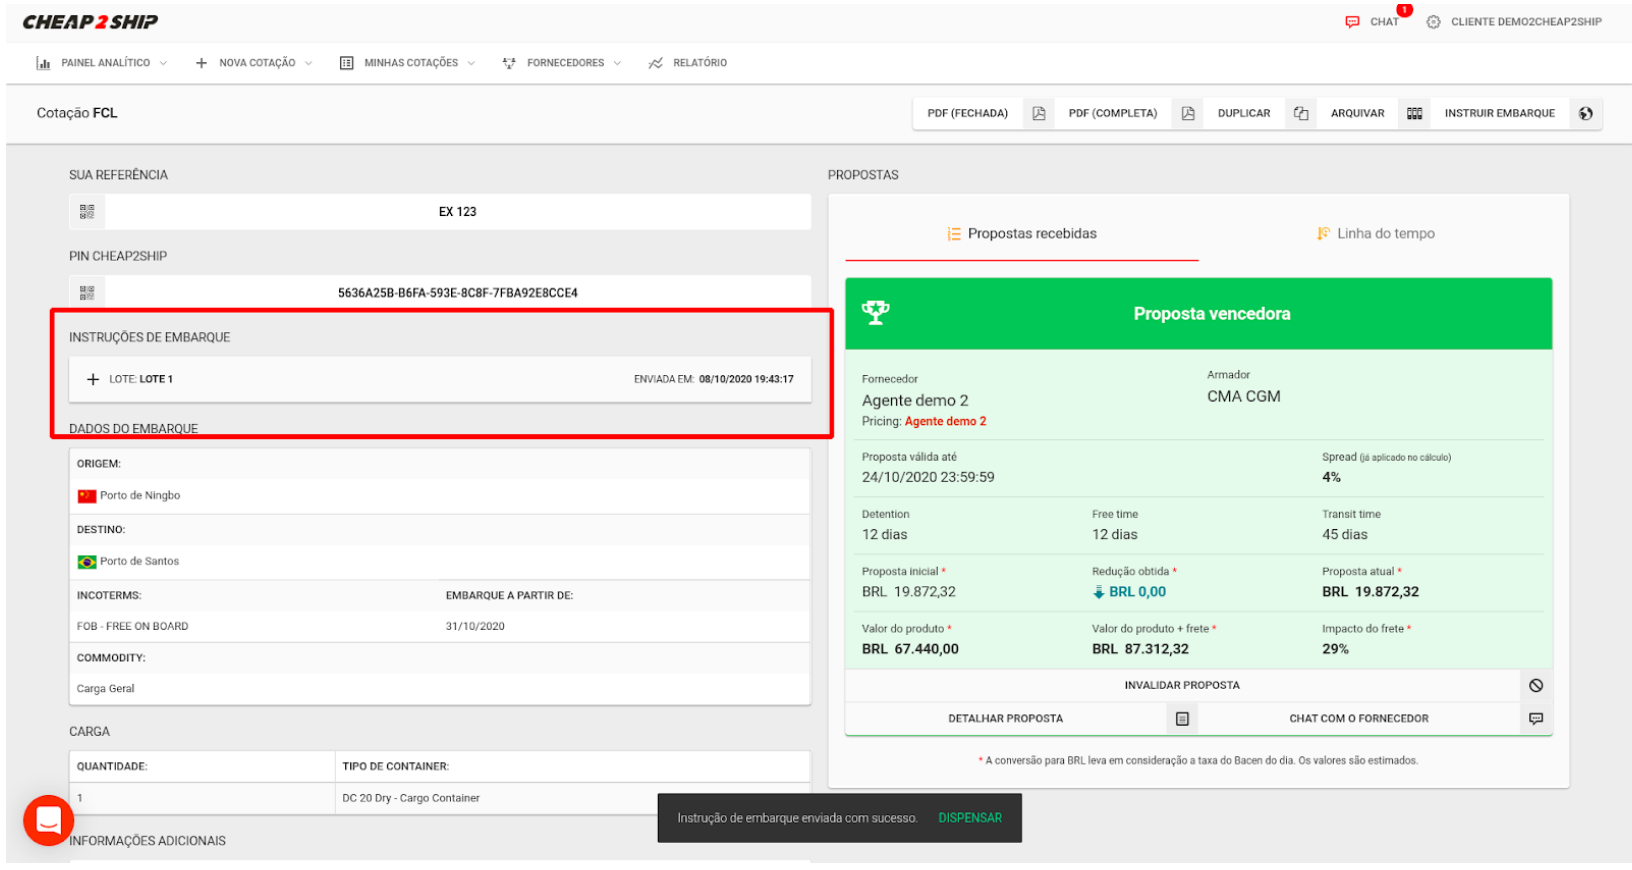 CHEAP2SHIP
CHAT
1
CLIENTE DEMO2CHEAP2SHIP
PAINEL ANALÍTICO
NOVA COTAÇÃO
MINHAS COTAÇÕES
FORNECEDORES
RELATÓRIO
Cotação FCL
PDF (FECHADA)
PDF (COMPLETA)
DUPLICAR
ARQUIVAR
INSTRUIR EMBARQUE
SUA REFERÊNCIA
EX 123
PIN CHEAP2SHIP
5636A25B-B6FA-593E-8C8F-7FBA92E8CCE4
INSTRUÇÕES DE EMBARQUE
LOTE: LOTE 1
ENVIADA EM: 08/10/2020 19:43:17
DADOS DO EMBARQUE
ORIGEM:
Porto de Ningbo
DESTINO:
Porto de Santos
INCOTERMS:
EMBARQUE A PARTIR DE:
FOB - FREE ON BOARD
31/10/2020
COMMODITY:
Carga Geral
CARGA
QUANTIDADE:
TIPO DE CONTAINER:
1
DC 20 Dry - Cargo Container
INFORMAÇÕES ADICIONAIS
PROPOSTAS
Propostas recebidas
Linha do tempo
Proposta vencedora
Fornecedor
Agente demo 2
Pricing: Agente demo 2
Armador
CMA CGM
Proposta válida até
24/10/2020 23:59:59
Spread (já aplicado no cálculo)
4%
Detention
12 dias
Free time
12 dias
Transit time
45 dias
Proposta inicial *
BRL 19.872,32
Redução obtida *
BRL 0,00
Proposta atual *
BRL 19.872,32
Valor do produto *
BRL 67.440,00
Valor do produto + frete *
BRL 87.312,32
Impacto do frete *
29%
INVALIDAR PROPOSTA
DETALHAR PROPOSTA
CHAT COM O FORNECEDOR
* A conversão para BRL leva em consideração a taxa do Bacen do dia. Os valores são estimados.
Instrução de embarque enviada com sucesso.
DISPENSAR